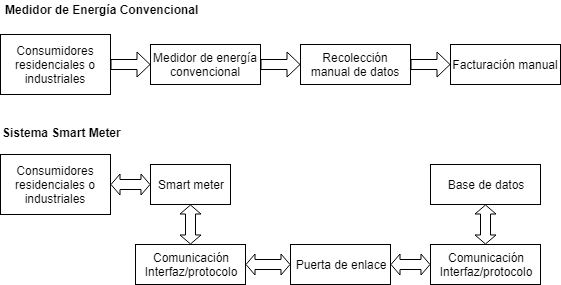 Medidor de Energía Convencional
Consumidores
residenciales o
industriales
Medidor de energía
convencional
Recolección
manual de datos
Facturación manual
Sistema Smart Meter
Consumidores
residenciales o
industriales
Smart meter
Base de datos
Comunicación
Interfaz/protocolo
Puerta de enlace
Comunicación
Interfaz/protocolo